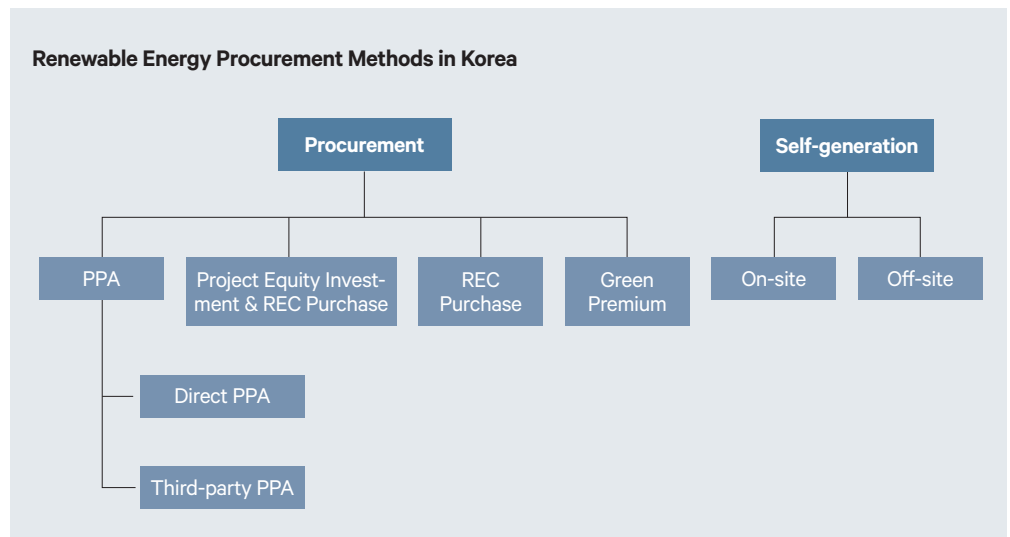 Renewable Energy Procurement Methods in Korea
Procurement
Self-generation
PPA
Project Equity Invest-
ment & REC Purchase
REC
Purchase
Green
Premium
On-site
Off-site
Direct PPA
Third-party PPA